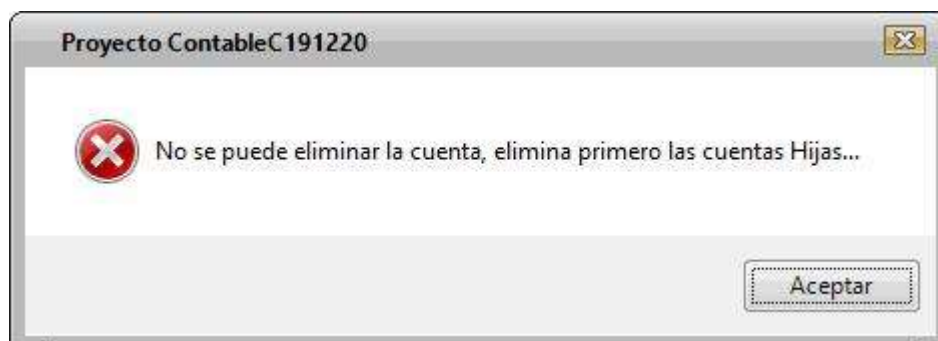 Proyecto ContableC191220
No se puede eliminar la cuenta, elimina primero las cuentas Hijas...
Aceptar